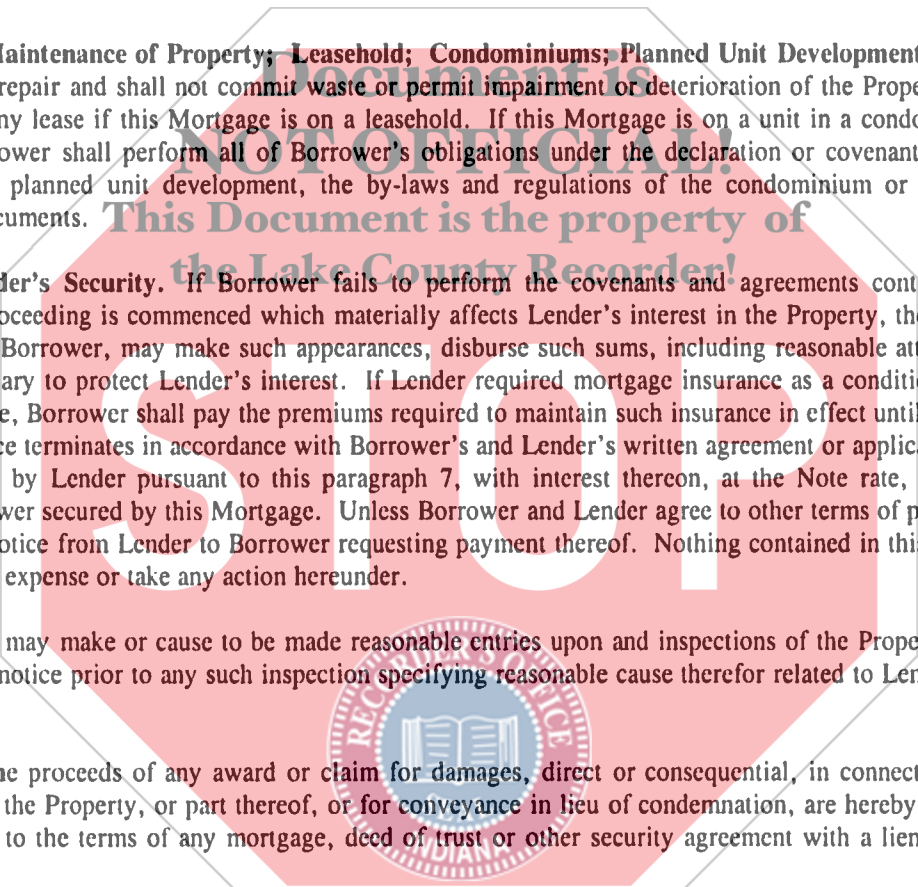 Maintenance of Property; Leasehold; Condominiums; Planned Unit Development
repair and shall not commit waste or permit impairment or deterioration of the Prope
ny lease if this Mortgage is on a leasehold. If this Mortgage is on a unit in a condo
ower shall perform all of Borrower's obligations under the declaration or covenant
planned unit development, the by-laws and regulations of the condominium or
cuments.
der's Security. If Borrower fails to perform the covenants and agreements cont
oceeding is commenced which materially affects Lender's interest in the Property, the
Borrower, may make such appearances, disburse such sums, including reasonable att
ary to protect Lender's interest. If Lender required mortgage insurance as a conditi
e, Borrower shall pay the premiums required to maintain such insurance in effect until
ce terminates in accordance with Borrower's and Lender's written agreement or applica
by Lender pursuant to this paragraph 7, with interest thereon, at the Note rate,
wer secured by this Mortgage. Unless Borrower and Lender agree to other terms of p
otice from Lender to Borrower requesting payment thereof. Nothing contained in this
expense or take any action hereunder.
may make or cause to be made reasonable entries upon and inspections of the Prope
notice prior to any such inspection specifying reasonable cause therefor related to Len
he proceeds of any award or claim for damages, direct or consequential, in connect
the Property, or part thereof, or for conveyance in lieu of condemnation, are hereby
to the terms of any mortgage, deed of trust or other security agreement with a lien
Document is
NOT OFFICIAL!
This Document is the property of
the Lake County Recorder!
STOP
RECORDER'S OFFICE
INDIANA